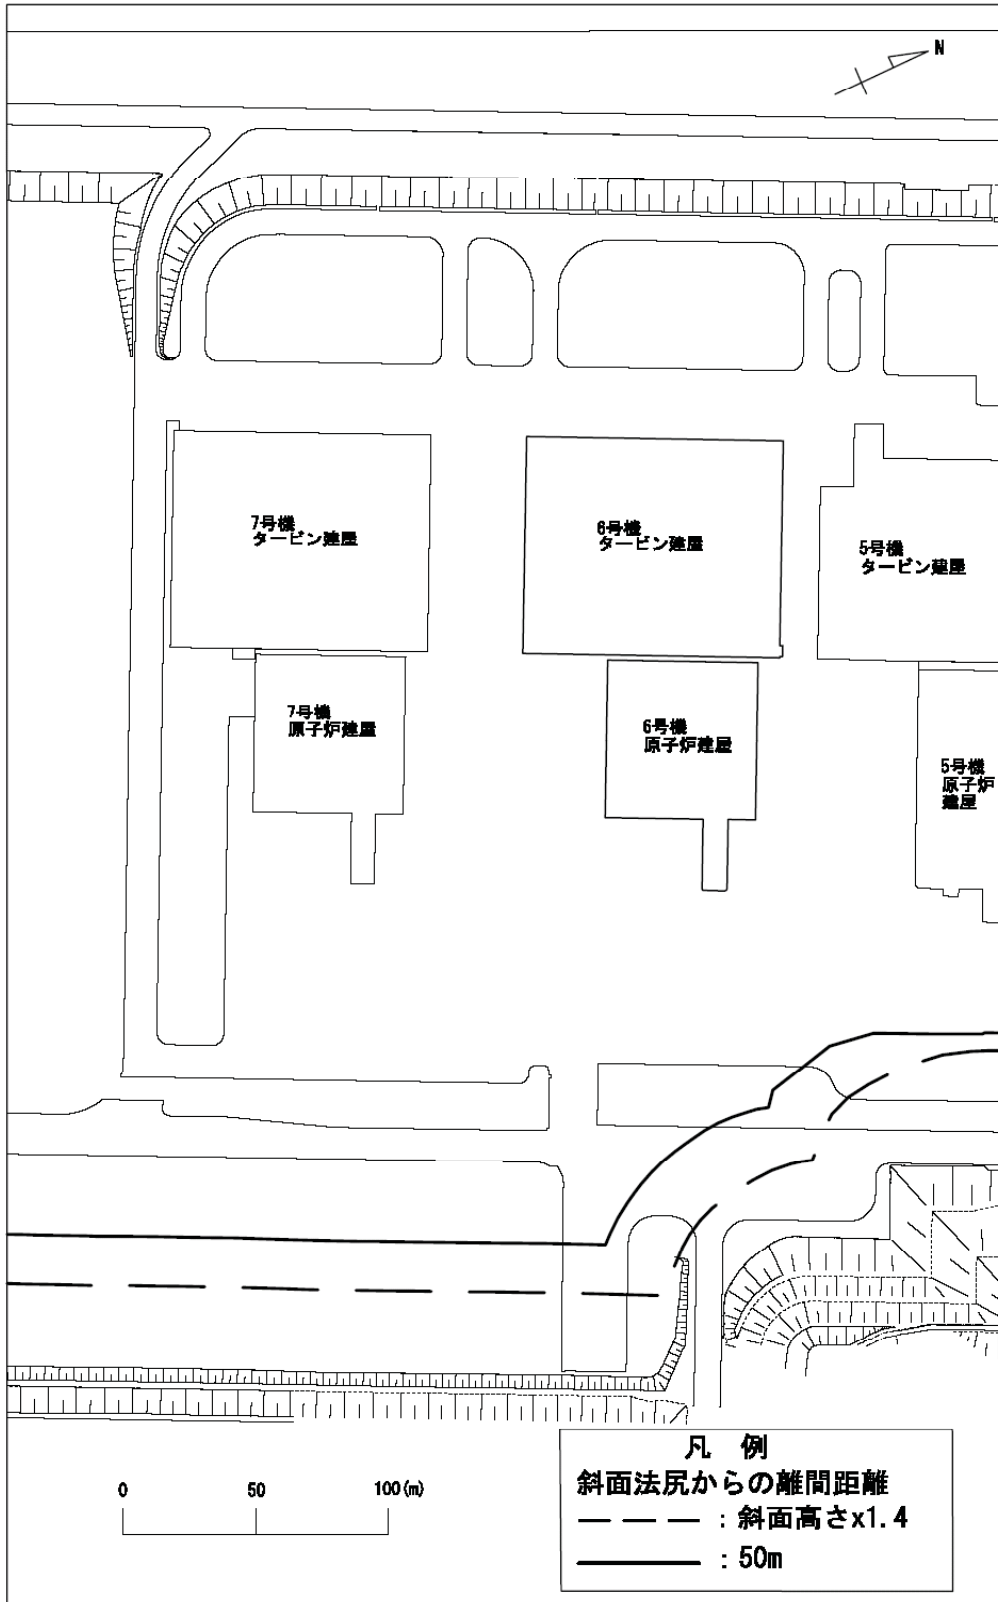 N
7号機
タービン建屋
6号機
タービン建屋
5号機
タービン建屋
7号機
原子炉建屋
6号機
原子炉建屋
5号機
原子炉
建屋
0 50 100(m)
凡 例
斜面法尻からの離間距離
：斜面高さx1.4
：50m